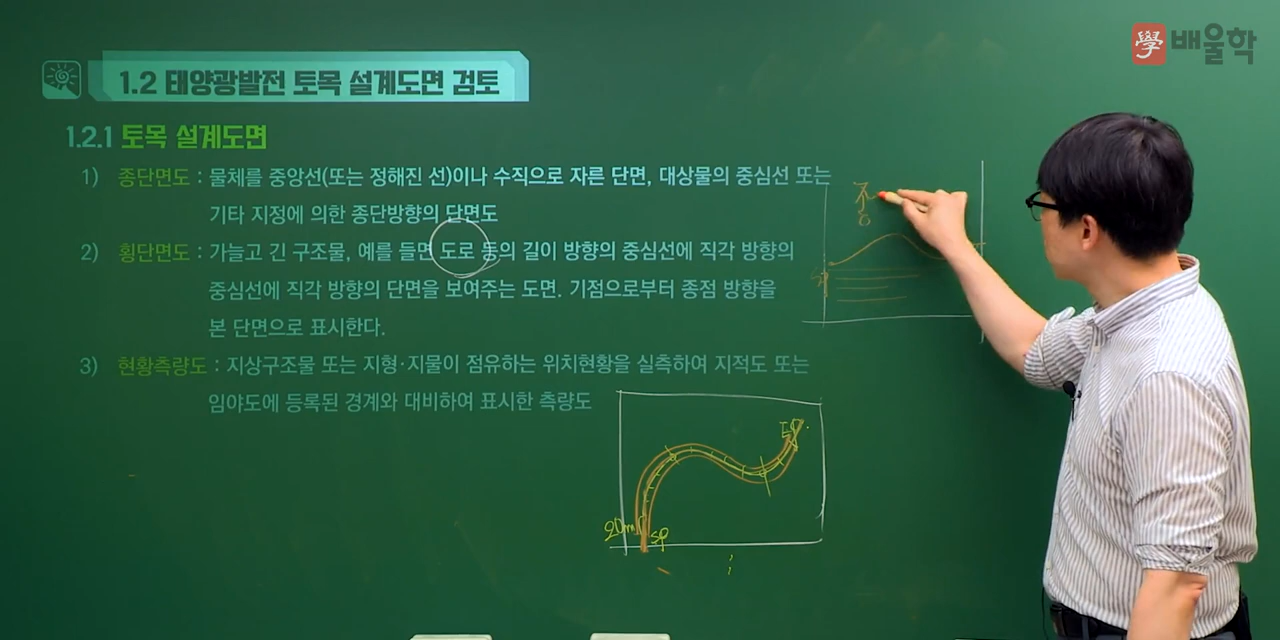 學 배울학
1.2 태양광발전 토목 설계도면 검토
1.2.1 토목 설계도면
1) 종단면도 : 물체를 중앙선(또는 정해진 선)이나 수직으로 자른 단면, 대상물의 중심선 또는
기타 지정에 의한 종단방향의 단면도
2) 횡단면도 : 가늘고 긴 구조물, 예를 들면 도로 등의 길이 방향의 중심선에 직각 방향의
중심선에 직각 방향의 단면을 보여주는 도면. 기점으로부터 종점 방향을
본 단면으로 표시한다.
3) 현황측량도 : 지상구조물 또는 지형·지물이 점유하는 위치현황을 실측하여 지적도 또는
임야도에 등록된 경계와 대비하여 표시한 측량도
종
EP
20m
SP